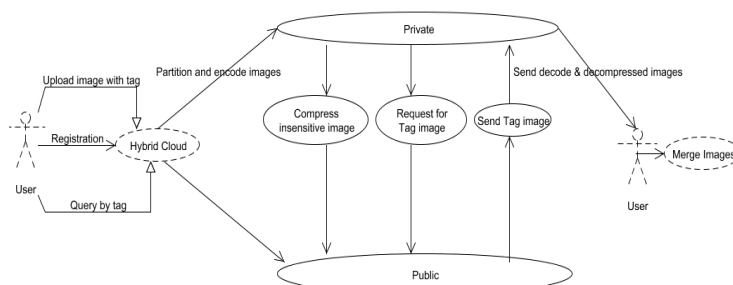 Private
Partition and encode images
Send decode & decompressed images
Upload image with tag
Compress
insensitive image
Request for
Tag image
Send Tag image
Registration
Hybrid Cloud
Merge Images
User
User
Query by tag
Public